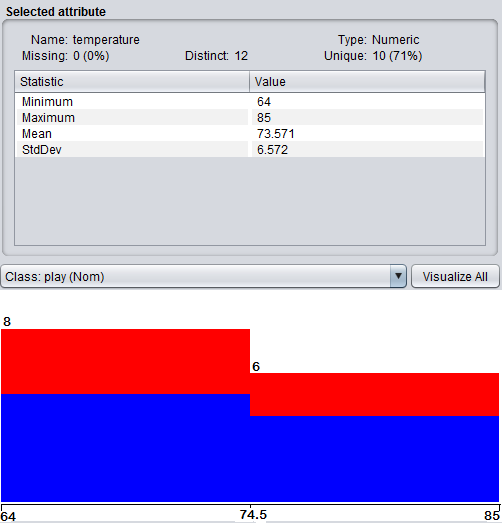 Selected attribute
Name: temperature Type: Numeric
Missing: 0 (0%) Distinct: 12 Unique: 10 (71%)
Statistic Value
Minimum 64
Maximum 85
Mean 73.571
StdDev 6.572
Class: play (Nom) Visualize All
8
6
64 74.5 85